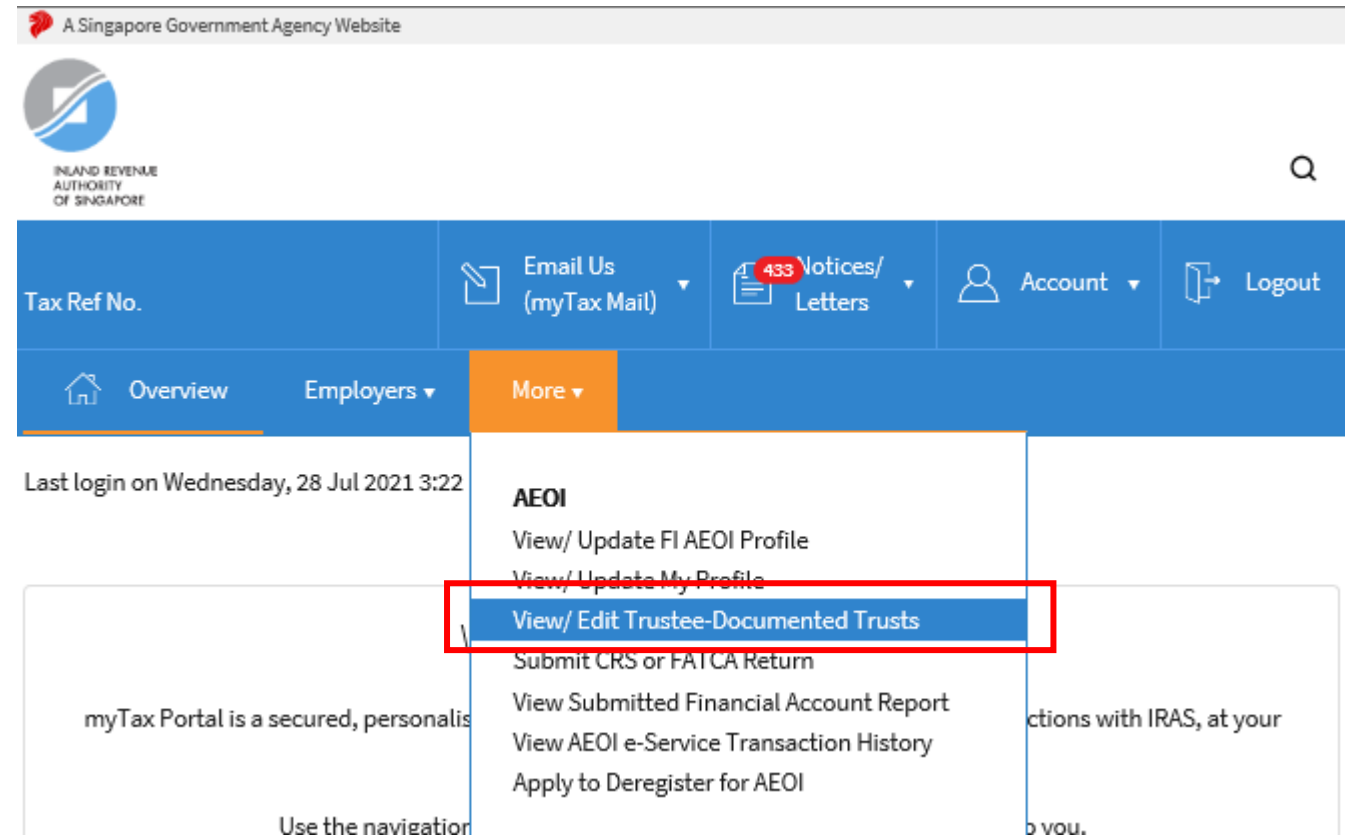 A Singapore Government Agency Website
INLAND REVENUE
AUTHORITY
OF SINGAPORE
Tax Ref No.
Email Us
(myTax Mail)
433
Notices/
Letters
Account
Logout
Overview
Employers
More
Last login on Wednesday, 28 Jul 2021 3:22
AEOI
View/ Update FI AEOI Profile
View/ Update My Profile
View/ Edit Trustee-Documented Trusts
Submit CRS or FATCA Return
View Submitted Financial Account Report
View AEOI e-Service Transaction History
Apply to Deregister for AEOI
myTax Portal is a secured, personalis ctions with IRAS, at your
Use the navigation o you.